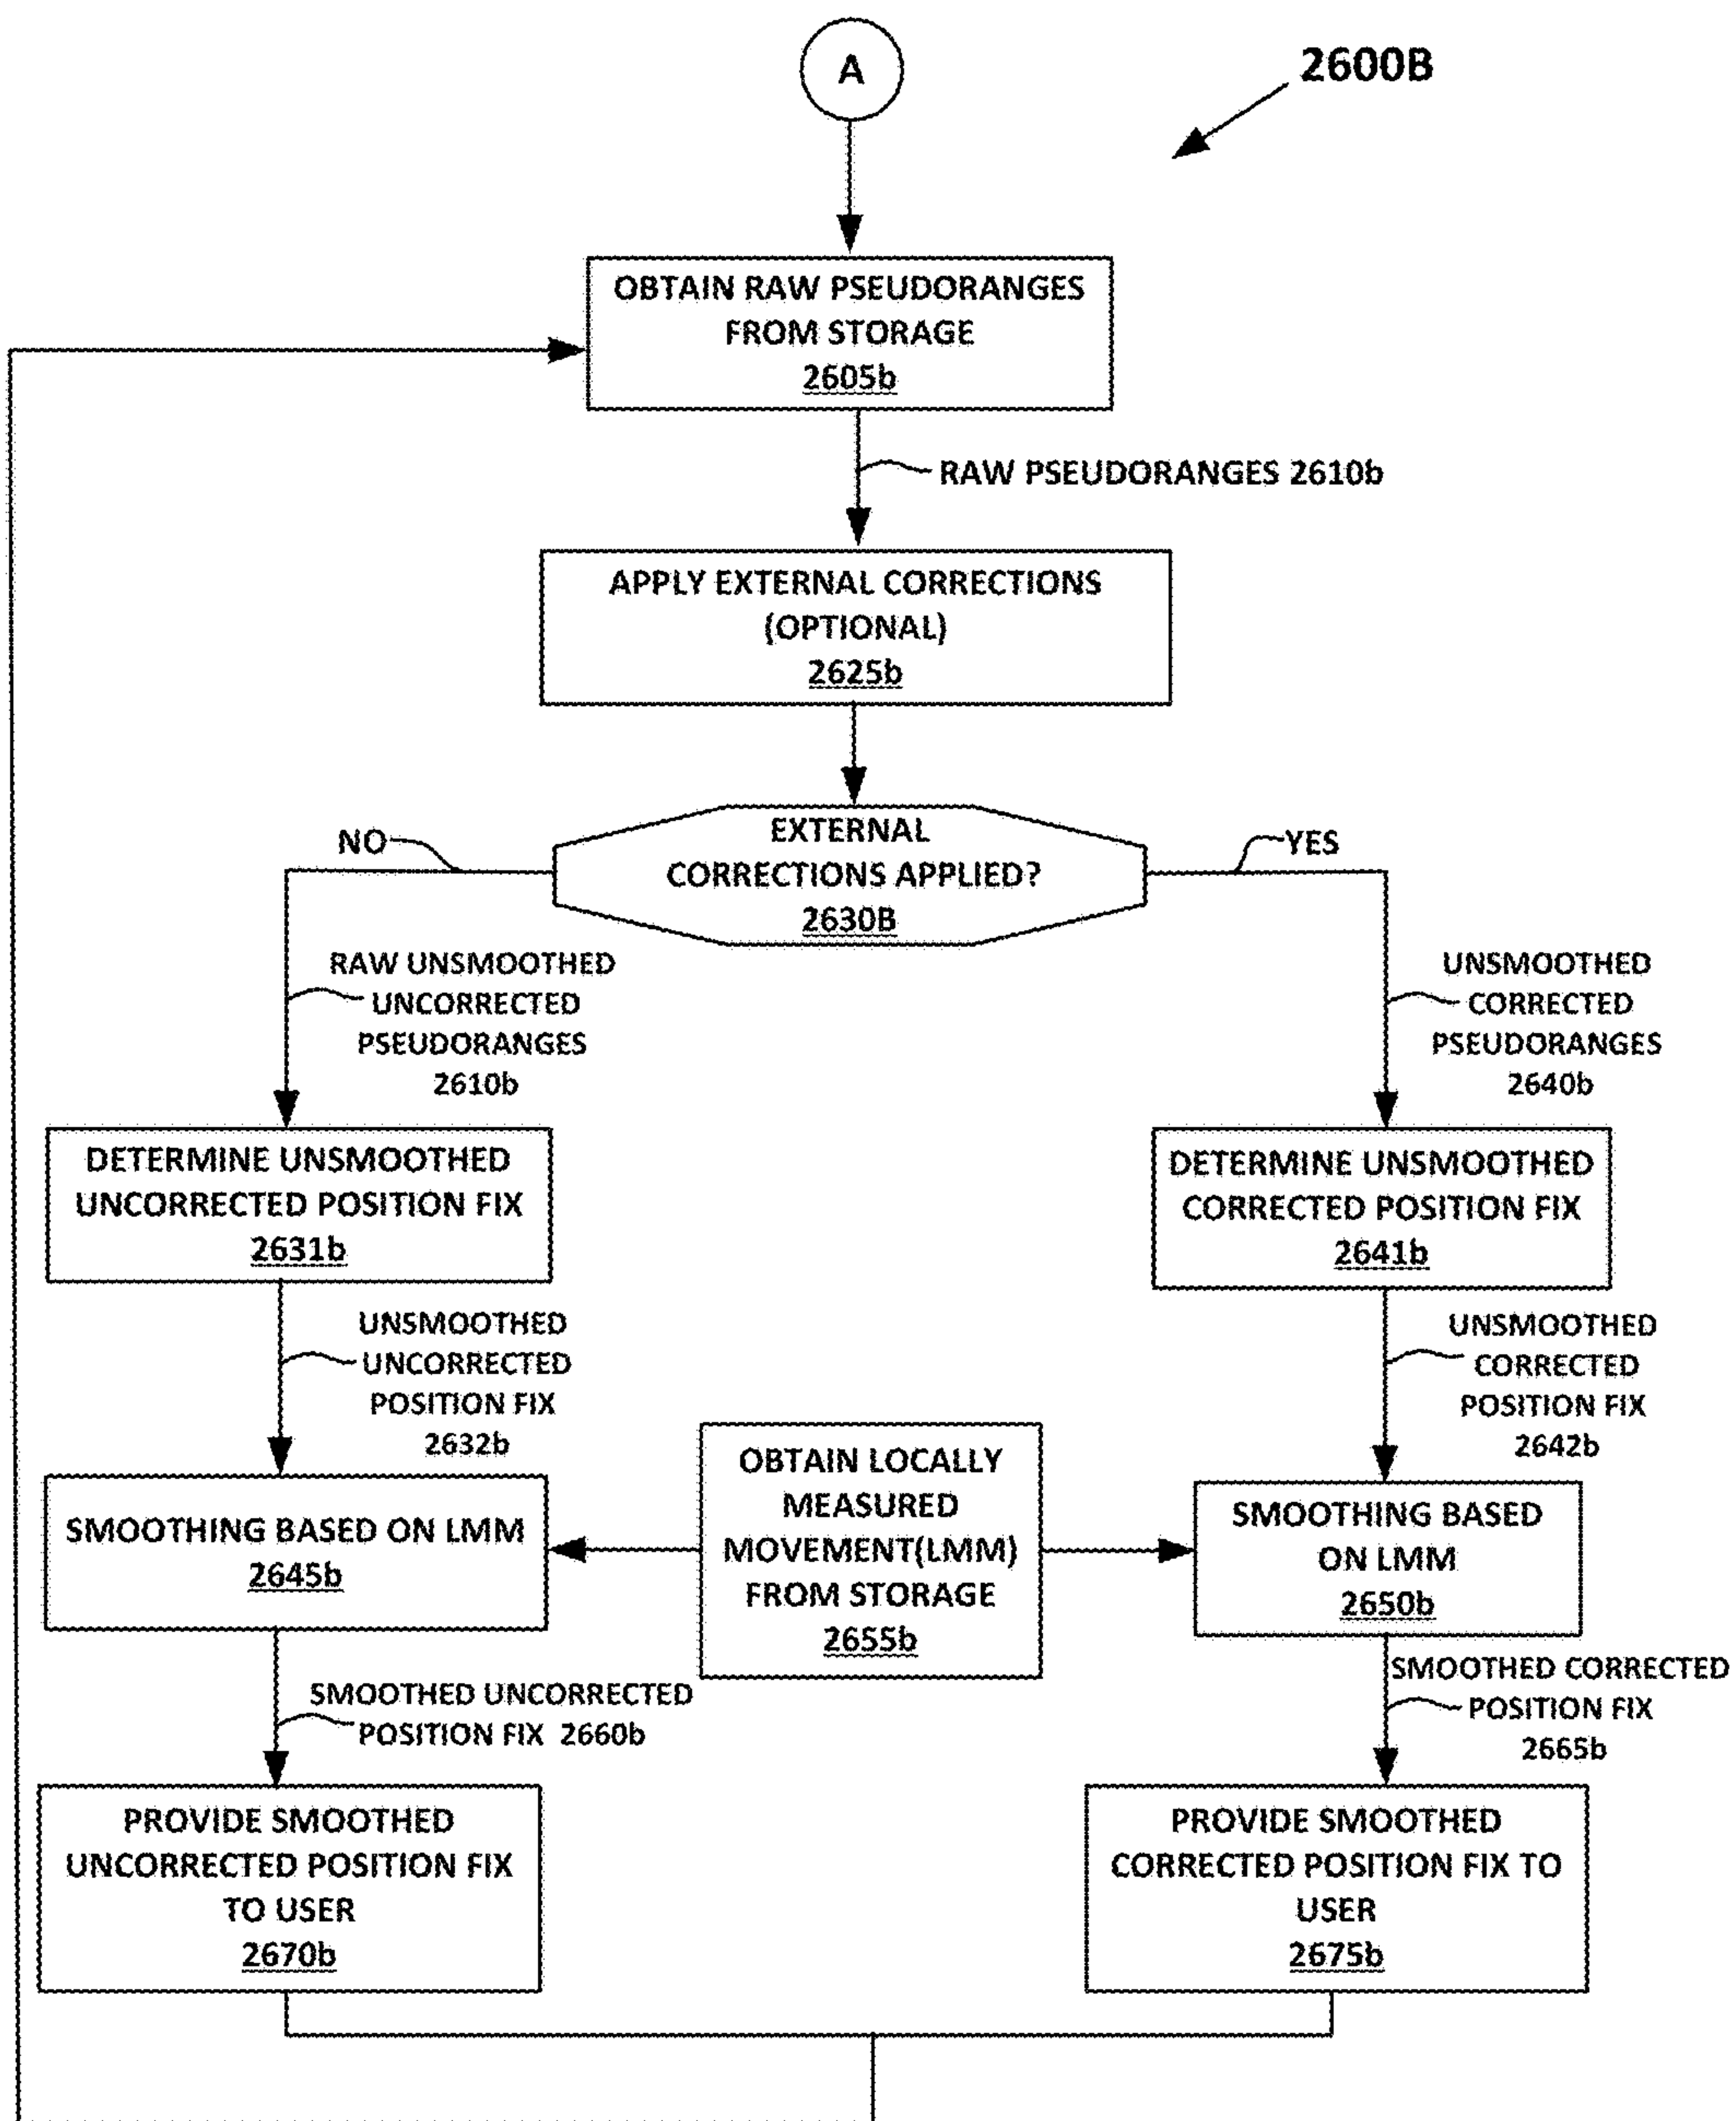 A
2600B
OBTAIN RAW PSEUDORANGES
FROM STORAGE
2605b
RAW PSEUDORANGES 2610b
APPLY EXTERNAL CORRECTIONS
(OPTIONAL)
2625b
EXTERNAL
CORRECTIONS APPLIED?
2630B
NO
YES
RAW UNSMOOTHED
UNCORRECTED
PSEUDORANGES
2610b
UNSMOOTHED
CORRECTED
PSEUDORANGES
2640b
DETERMINE UNSMOOTHED
UNCORRECTED POSITION FIX
2631b
DETERMINE UNSMOOTHED
CORRECTED POSITION FIX
2641b
UNSMOOTHED
UNCORRECTED
POSITION FIX
2632b
UNSMOOTHED
CORRECTED
POSITION FIX
2642b
SMOOTHING BASED ON LMM
2645b
OBTAIN LOCALLY
MEASURED
MOVEMENT(LMM)
FROM STORAGE
2655b
SMOOTHING BASED
ON LMM
2650b
SMOOTHED UNCORRECTED
POSITION FIX 2660b
SMOOTHED CORRECTED
POSITION FIX
2665b
PROVIDE SMOOTHED
UNCORRECTED POSITION FIX
TO USER
2670b
PROVIDE SMOOTHED
CORRECTED POSITION FIX TO
USER
2675b